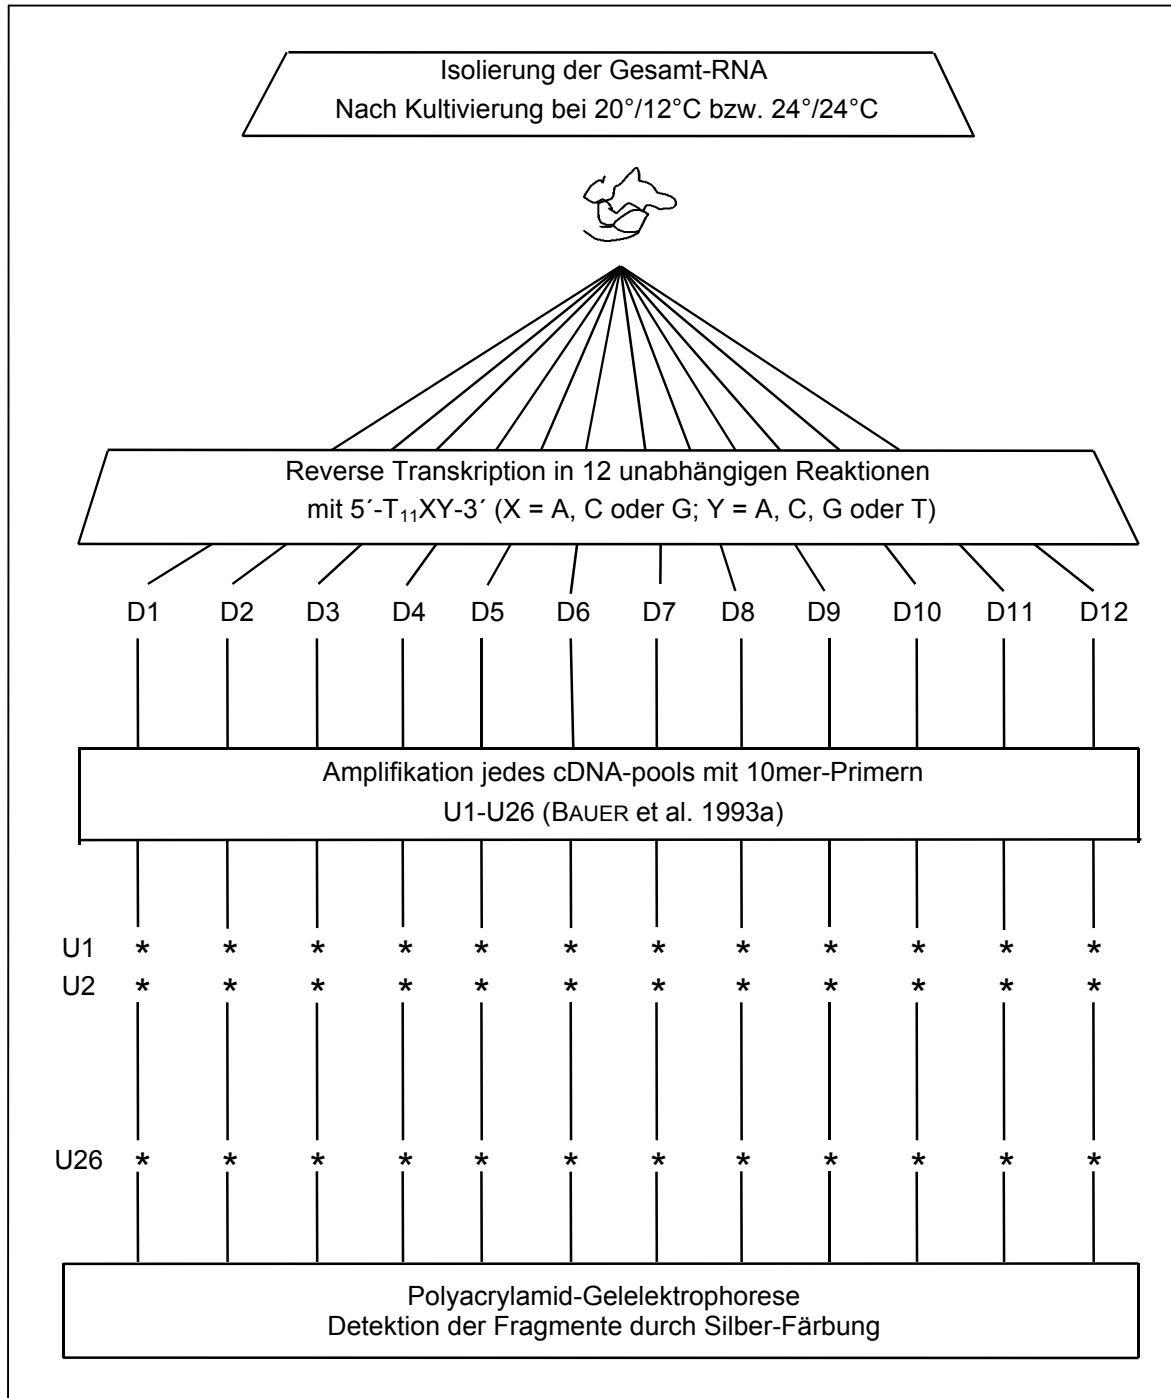 Isolierung der Gesamt-RNA
Nach Kultivierung bei 20°/12°C bzw. 24°/24°C
Reverse Transkription in 12 unabhängigen Reaktionen
mit 5´-T₁₁XY-3´ (X = A, C oder G; Y = A, C, G oder T)
D1 D2 D3 D4 D5 D6 D7 D8 D9 D10 D11 D12
Amplifikation jedes cDNA-pools mit 10mer-Primern
U1-U26 (BAUER et al. 1993a)
U1 * * * * * * * * * * * *
U2 * * * * * * * * * * * *
U26 * * * * * * * * * * * *
Polyacrylamid-Gelelektrophorese
Detektion der Fragmente durch Silber-Färbung